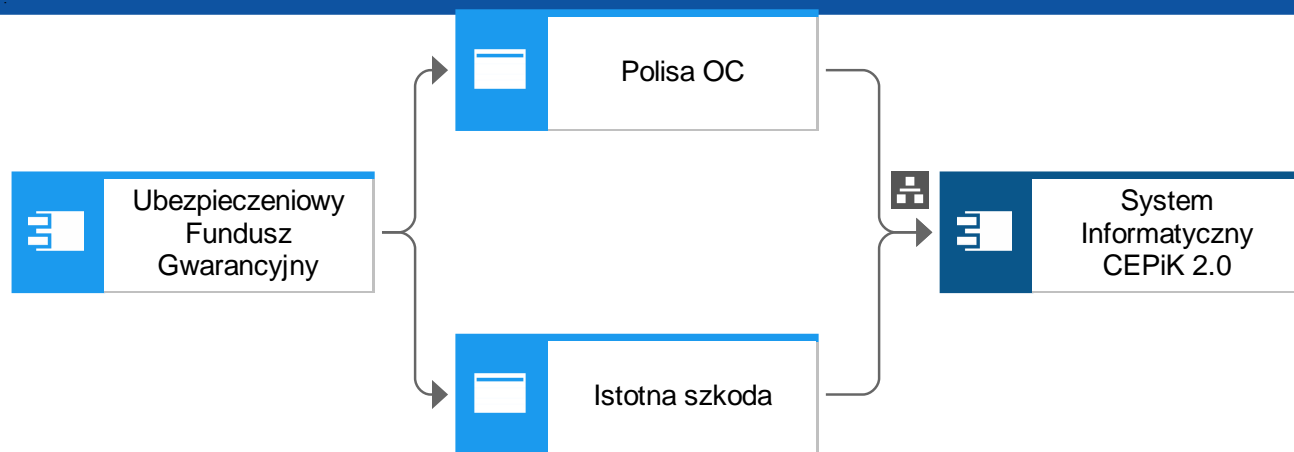 Polisa OC
Ubezpieczeniowy
Fundusz
Gwarancyjny
System
Informatyczny
CEPiK 2.0
Istotna szkoda